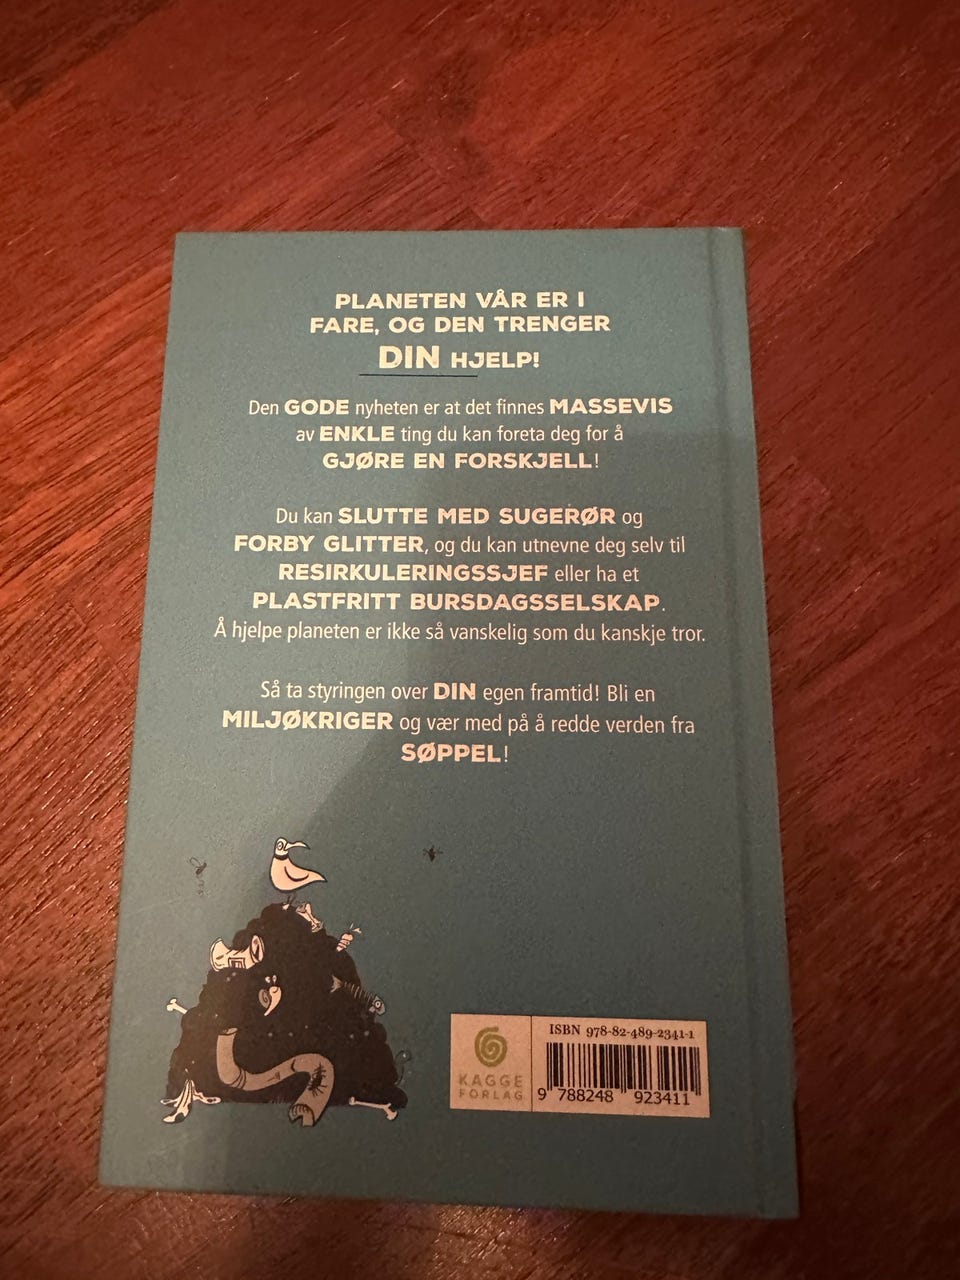 PLANETEN VÅR ER I
FARE, OG DEN TRENGER
DIN HJELP!
Den GODE nyheten er at det finnes MASSEVIS
av ENKLE ting du kan foreta deg for å
GJØRE EN FORSKJELL!
Du kan SLUTTE MED SUGERØR og
FORBY GLITTER, og du kan utnevne deg selv til
RESIRKULERINGSSJEF eller ha et
PLASTFRITT BURSDAGSSELSKAP.
Å hjelpe planeten er ikke så vanskelig som du kanskje tror.
Så ta styringen over DIN egen framtid! Bli en
MILJØKRIGER og vær med på å redde verden fra
SØPPEL!
KAGGE
FORLAG
ISBN 978-82-489-2341-1
9 788248 923411